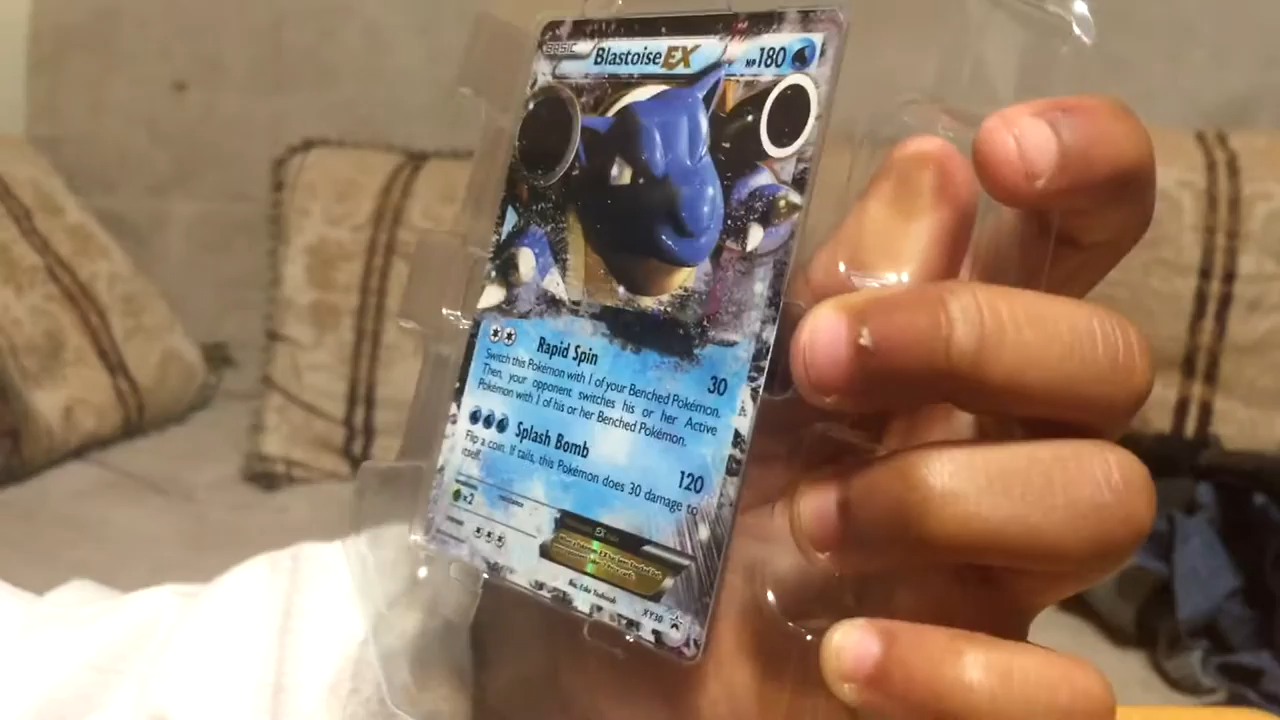 BASIC
Blastoise EX
HP 180
Rapid Spin 30
Switch this Pokémon with 1 of your Benched Pokémon.
Then, your opponent switches his or her Active
Pokémon with 1 of his or her Benched Pokémon.
Splash Bomb 120
Flip a coin. If tails, this Pokémon does 30 damage to
itself.
×2
XY30